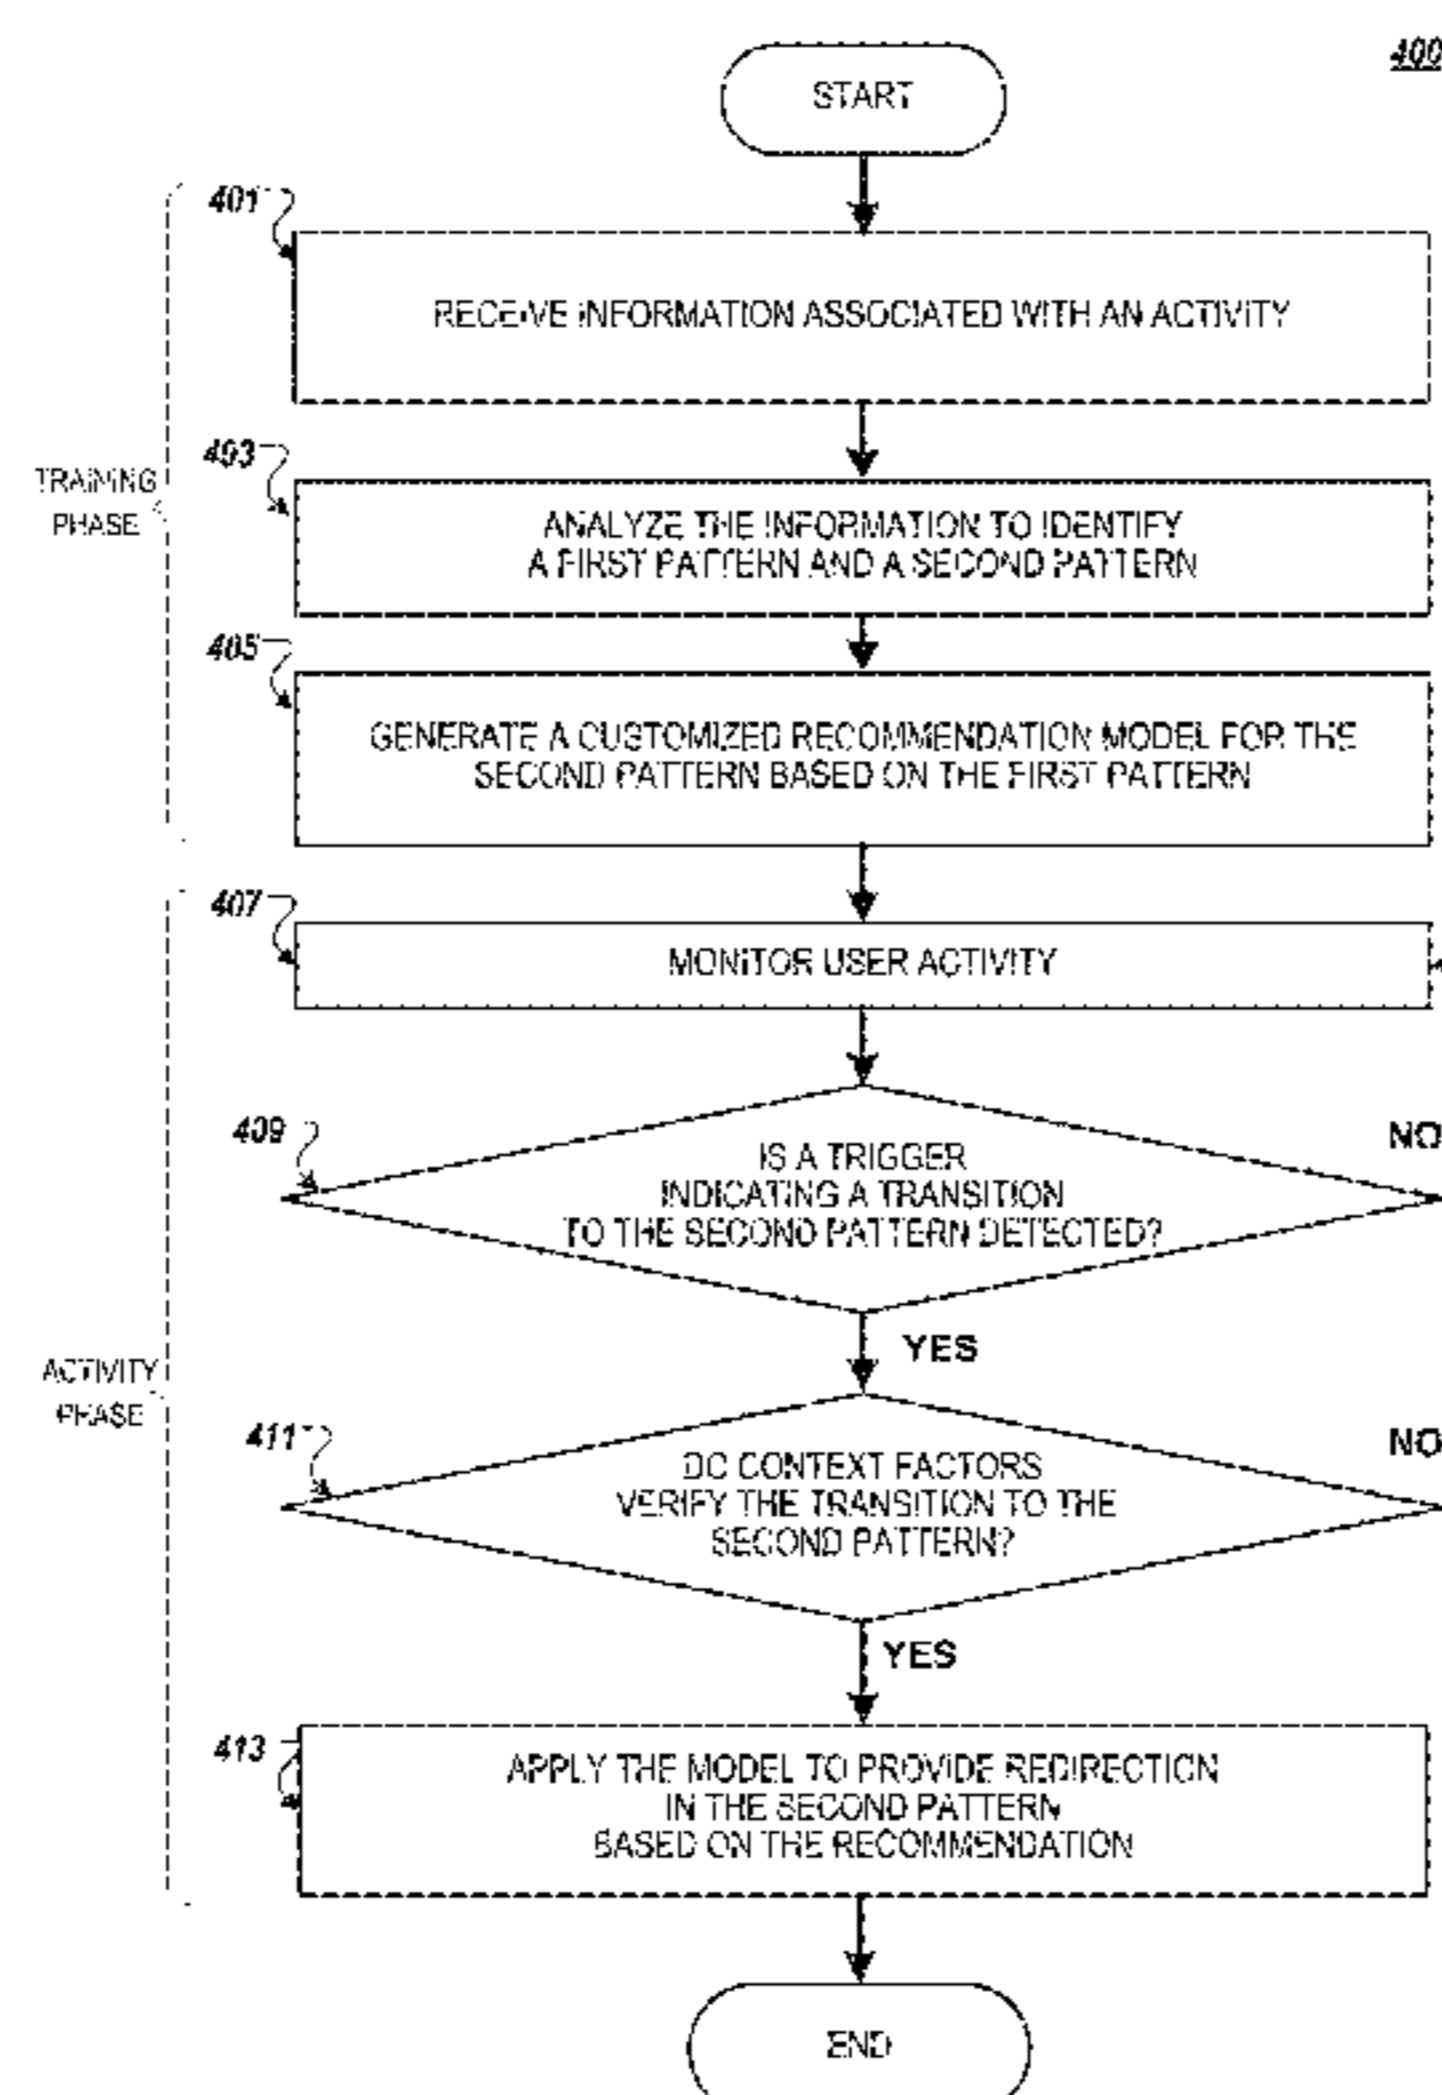 400
START
401
RECEIVE INFORMATION ASSOCIATED WITH AN ACTIVITY
403
TRAINING
PHASE
ANALYZE THE INFORMATION TO IDENTIFY
A FIRST PATTERN AND A SECOND PATTERN
405
GENERATE A CUSTOMIZED RECOMMENDATION MODEL FOR THE
SECOND PATTERN BASED ON THE FIRST PATTERN
407
MONITOR USER ACTIVITY
409
NO
IS A TRIGGER
INDICATING A TRANSITION
TO THE SECOND PATTERN DETECTED?
YES
ACTIVITY
PHASE
411
NO
DO CONTEXT FACTORS
VERIFY THE TRANSITION TO THE
SECOND PATTERN?
YES
413
APPLY THE MODEL TO PROVIDE REDIRECTION
IN THE SECOND PATTERN
BASED ON THE RECOMMENDATION
END